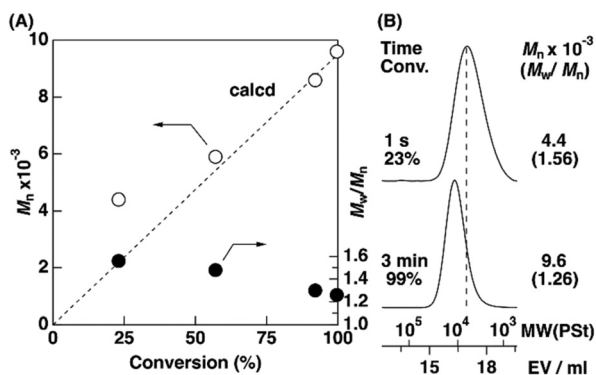 (A)
10
8
6
4
2
0
Mn x10-3
calcd
Mw/Mn
1.6
1.4
1.2
1.0
0
25
50
75
100
Conversion (%)
(B)
Time
Conv.
Mn x 10-3
(Mw/ Mn)
1 s
23%
4.4
(1.56)
3 min
99%
9.6
(1.26)
105 104 103 MW(PSt)
15 18 EV / ml